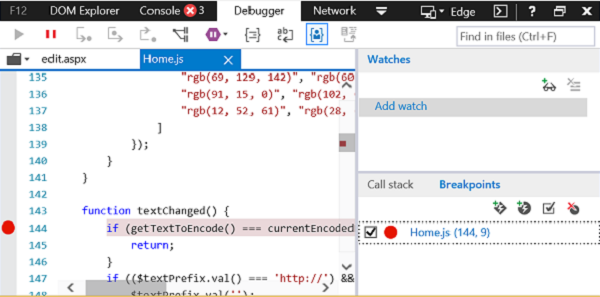 F12 DOM Explorer Console 3 Debugger Network Edge
Find in files (Ctrl+F)
edit.aspx Home.js
135 "rgb(69, 129, 142)", "rgb(60
136 "rgb(91, 15, 0)", "rgb(102,
137 "rgb(12, 52, 61)", "rgb(28,
138 ]
139 });
140 }
141 }
142
143 function textChanged() {
144 if (getTextToEncode() === currentEncoded
145 return;
146 }
147 if (($textPrefix.val() === 'http://') &&
148 $textPrefix.val('');
Watches
Add watch
Call stack Breakpoints
Home.js (144, 9)